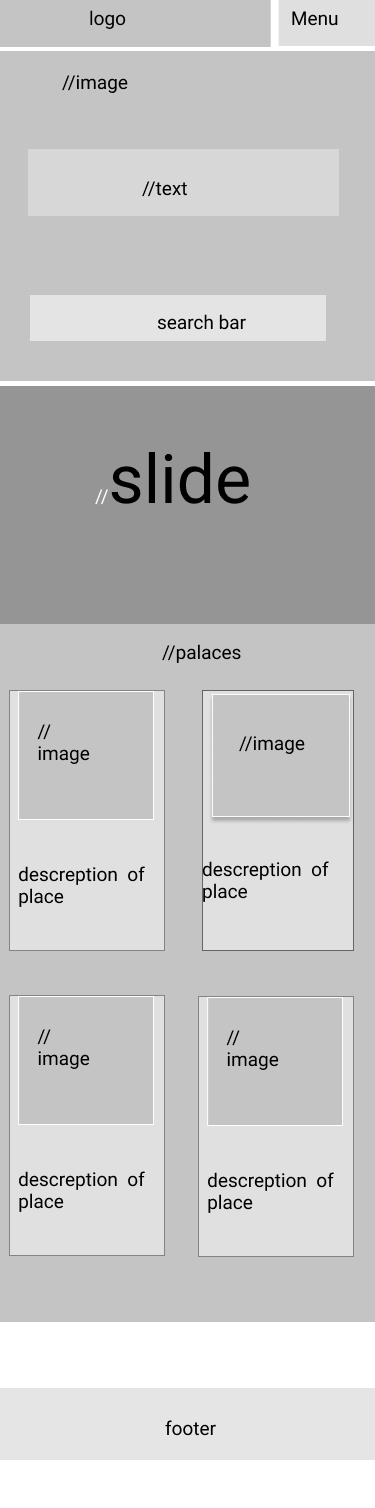 logo
Menu
//image
//text
search bar
//slide
//palaces
//
image
descreption of
place
//image
descreption of
place
//
image
descreption of
place
//
image
descreption of
place
footer